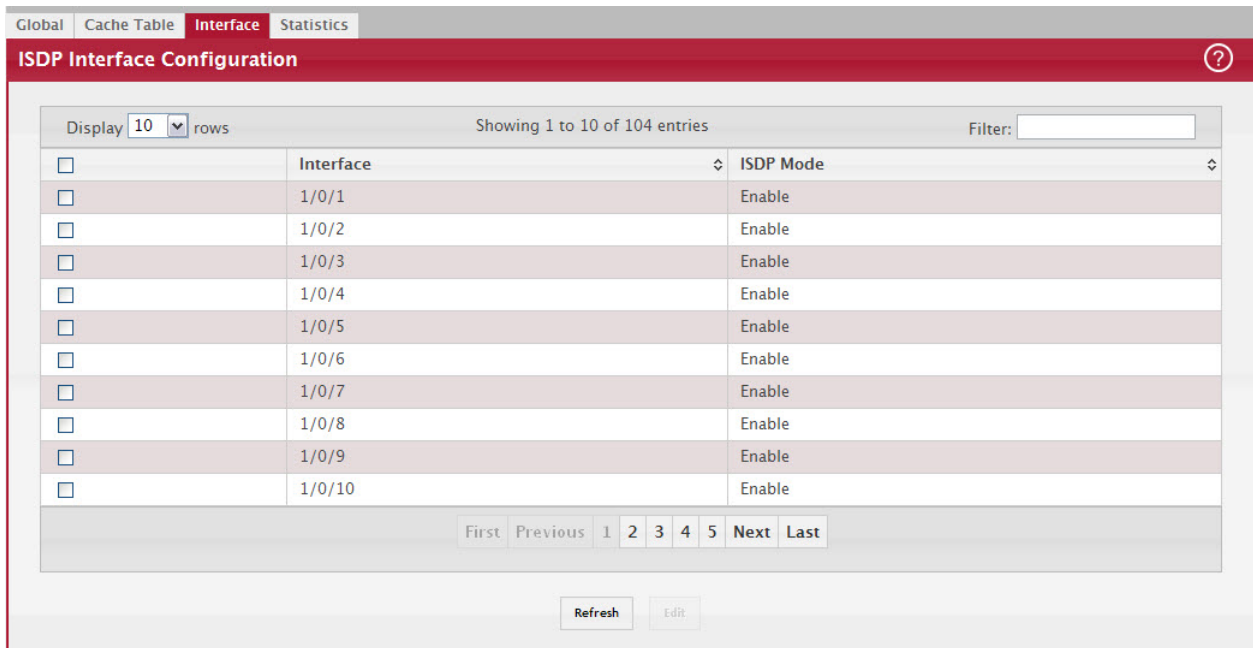 Global Cache Table Interface Statistics
ISDP Interface Configuration ?
Display 10 rows Showing 1 to 10 of 104 entries Filter:
Interface ISDP Mode
1/0/1 Enable
1/0/2 Enable
1/0/3 Enable
1/0/4 Enable
1/0/5 Enable
1/0/6 Enable
1/0/7 Enable
1/0/8 Enable
1/0/9 Enable
1/0/10 Enable
First Previous 1 2 3 4 5 Next Last
Refresh Edit